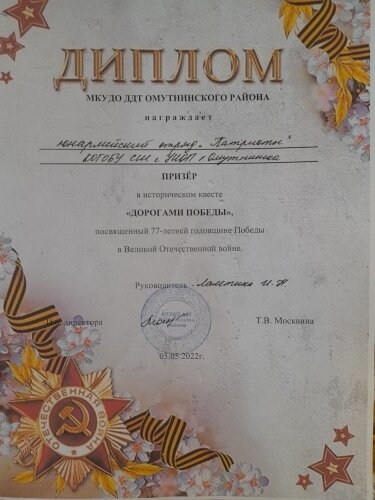 ДИПЛОМ
МКУДО ДДТ ОМУТНИНСКОГО РАЙОНА
награждает
юнармейский отряд „Патриоты"
КОГОБУ СШ с УИОП г. Омутнинска
ПРИЗЁР
в историческом квесте
«ДОРОГАМИ ПОБЕДЫ»,
посвященный 77-летней годовщине Победы
в Великой Отечественной войне.
Руководитель - И. Н
директора
Т.В. Москвина
05.05.2022г.
ОТЕЧЕСТВЕННАЯ ВОЙНА